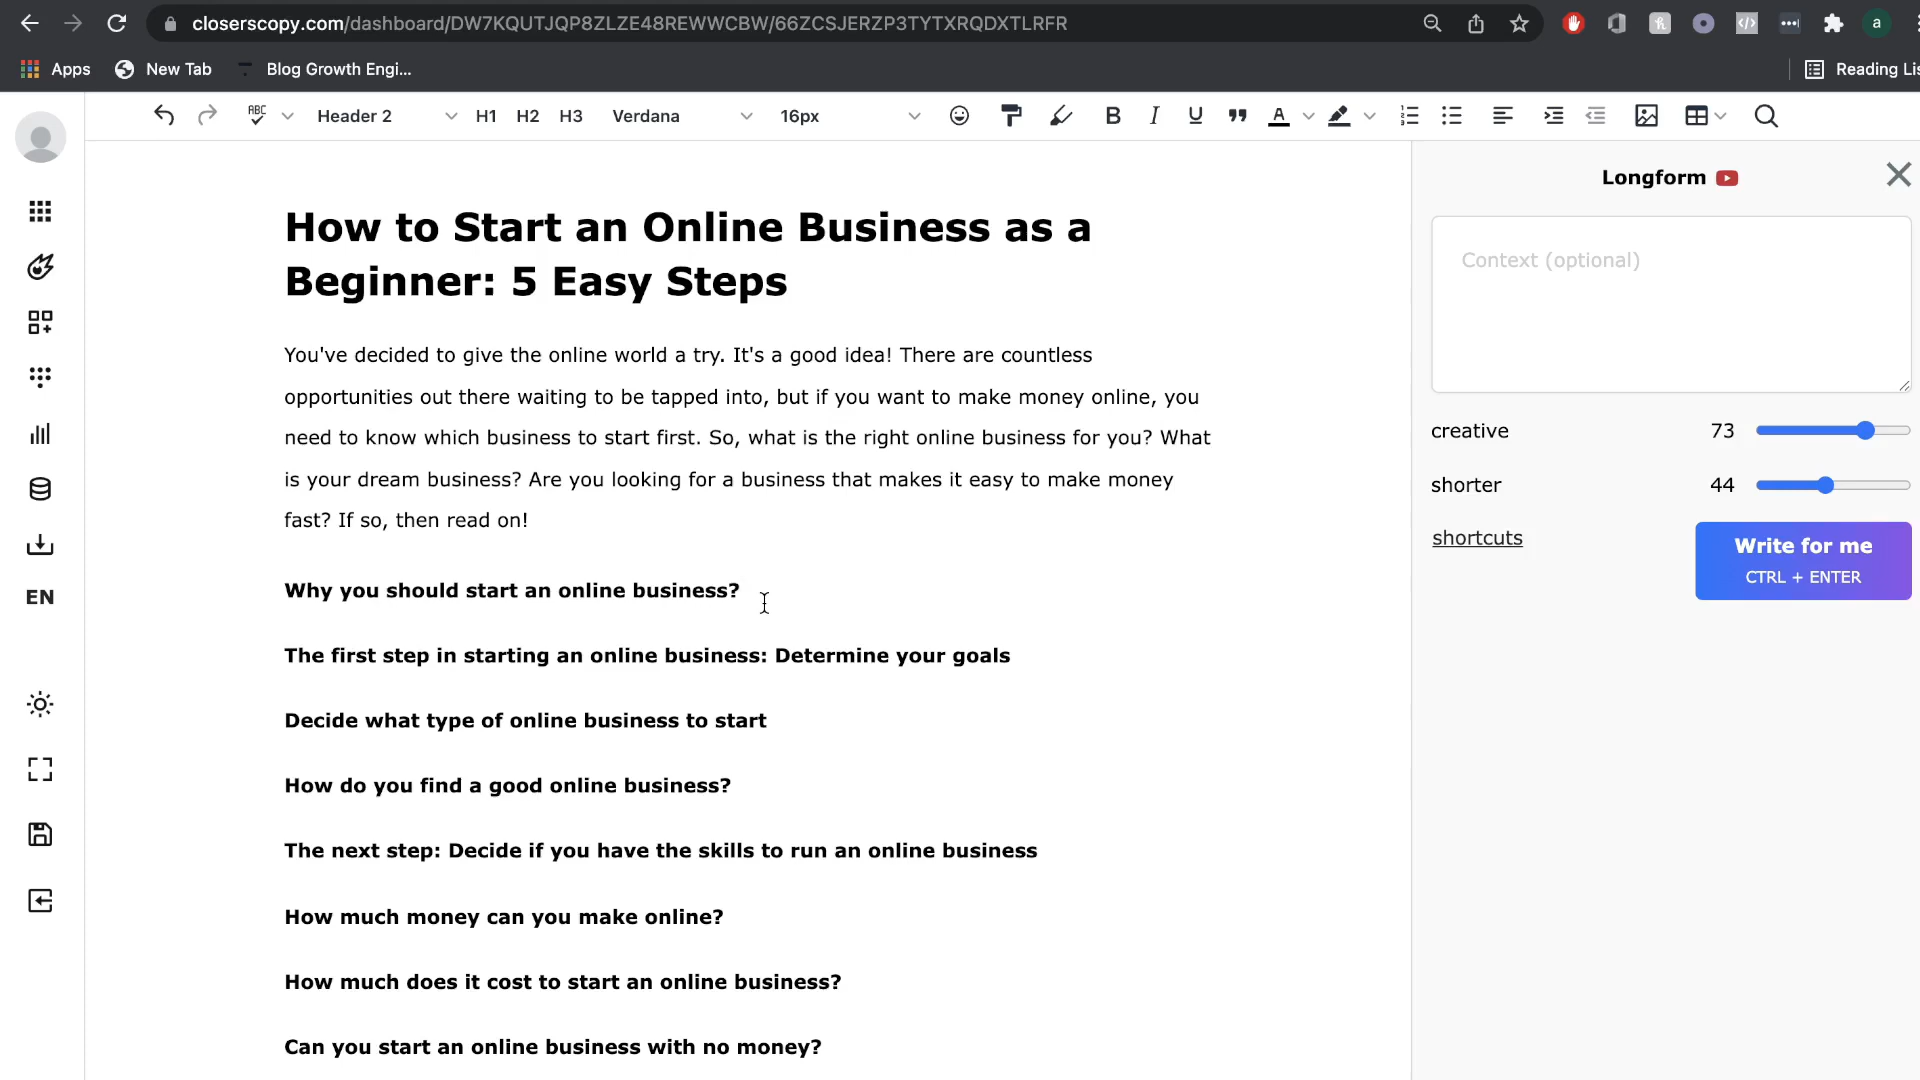 closerscopy.com/dashboard/DW7KQUTJQP8ZLZE48REWWCBW/66ZCSJERZP3TYTXRQDXTLRFR
a
Apps
New Tab
Blog Growth Engi...
Reading Lis
ABC
Header 2
H1
H2
H3
Verdana
16px
B
I
U
A
How to Start an Online Business as a
Beginner: 5 Easy Steps
You've decided to give the online world a try. It's a good idea! There are countless
opportunities out there waiting to be tapped into, but if you want to make money online, you
need to know which business to start first. So, what is the right online business for you? What
is your dream business? Are you looking for a business that makes it easy to make money
fast? If so, then read on!
Why you should start an online business?
The first step in starting an online business: Determine your goals
Decide what type of online business to start
How do you find a good online business?
The next step: Decide if you have the skills to run an online business
How much money can you make online?
How much does it cost to start an online business?
Can you start an online business with no money?
EN
Longform
Context (optional)
creative 73
shorter 44
shortcuts
Write for me
CTRL + ENTER